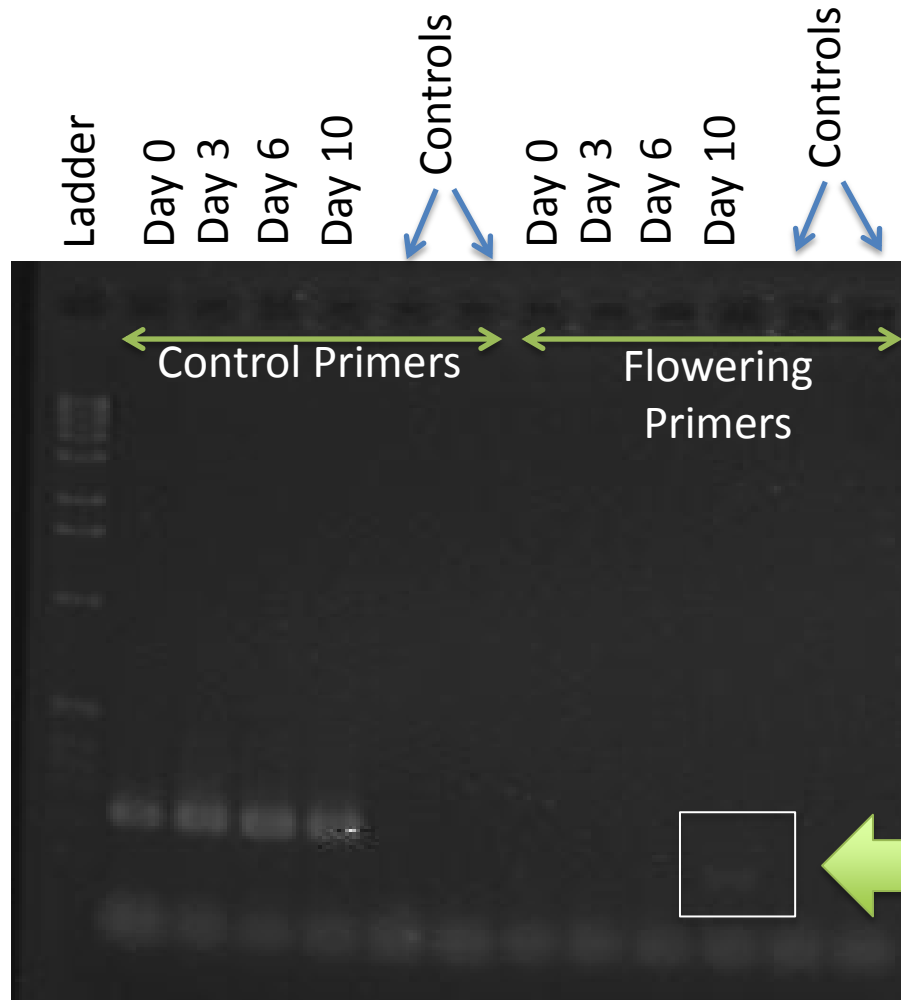 Ladder
Day 0
Day 3
Day 6
Day 10
Controls
Day 0
Day 3
Day 6
Day 10
Controls
Control Primers
Flowering
Primers